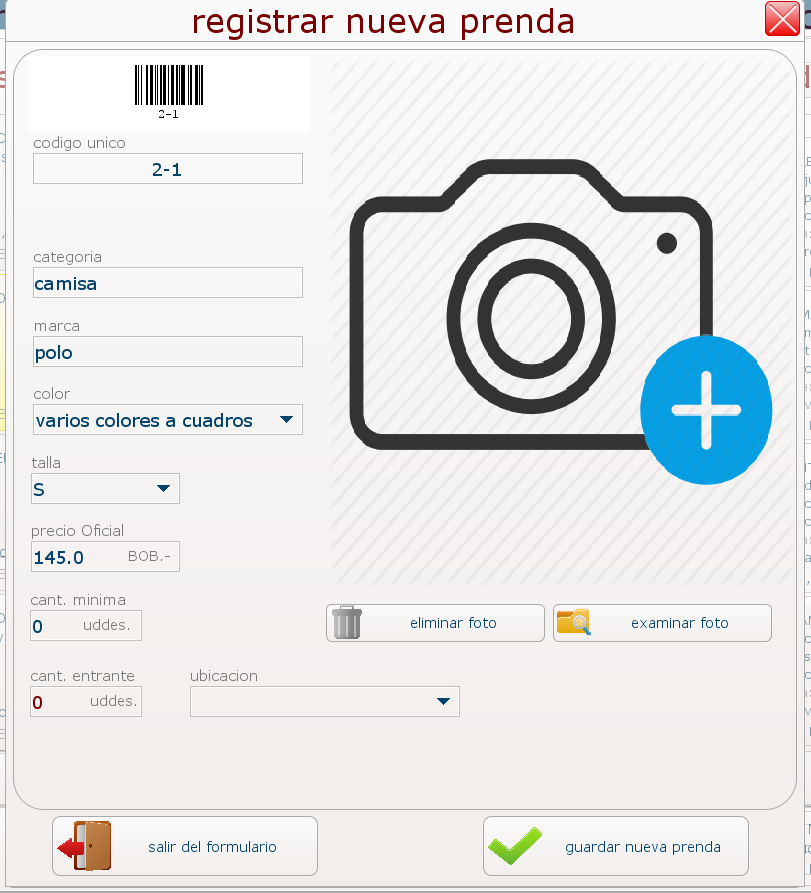 registrar nueva prenda
2-1
codigo unico
2-1
categoria
camisa
marca
polo
color
varios colores a cuadros
talla
S
precio Oficial
145.0 BOB.-
cant. minima
0 uddes.
eliminar foto
examinar foto
cant. entrante
ubicacion
0 uddes.
salir del formulario
guardar nueva prenda